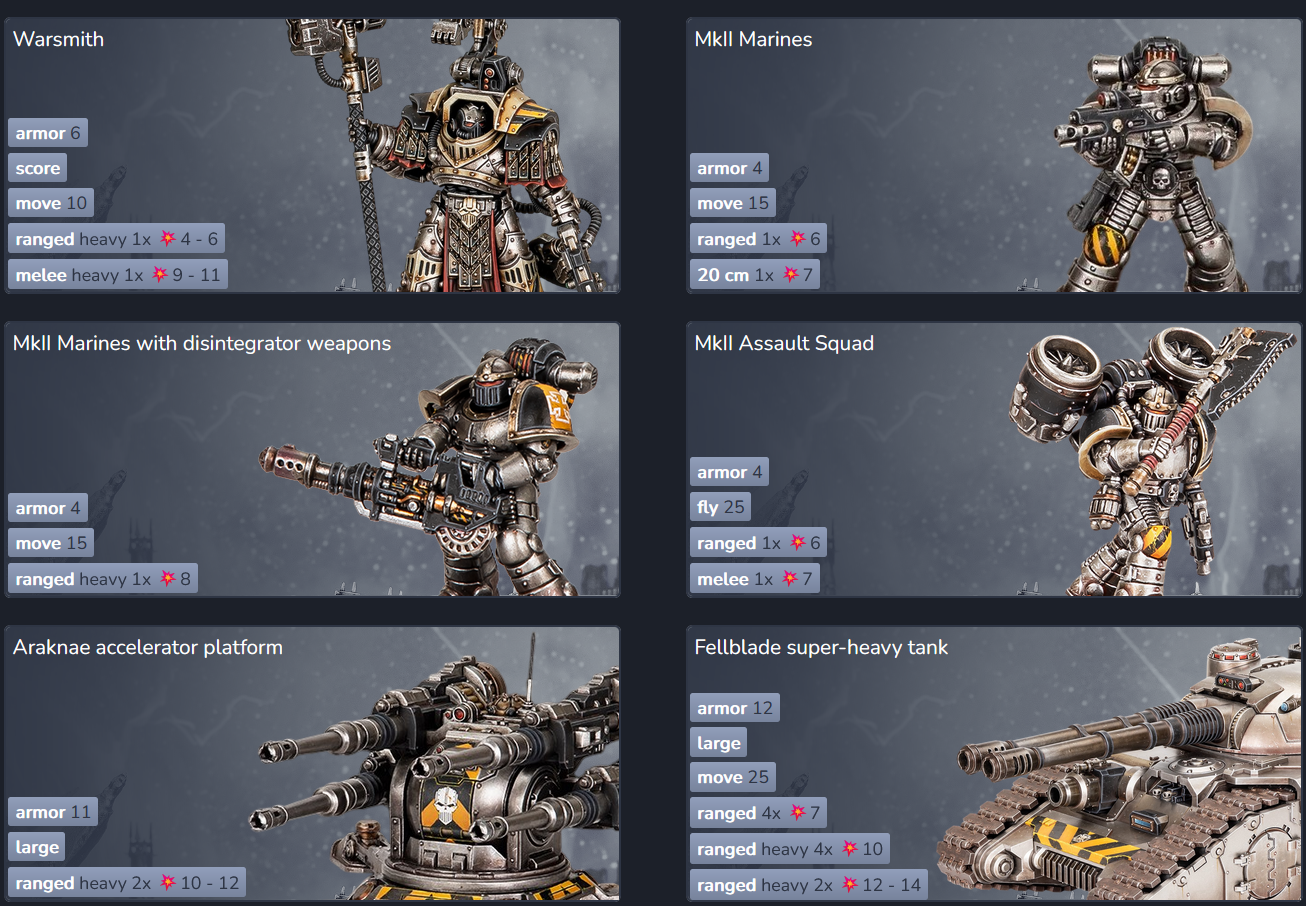 Warsmith
armor 6
score
move 10
ranged heavy 1x 💥 4 - 6
melee heavy 1x 💥 9 - 11
MkII Marines
armor 4
move 15
ranged 1x 💥 6
20 cm 1x 💥 7
MkII Marines with disintegrator weapons
armor 4
move 15
ranged heavy 1x 💥 8
MkII Assault Squad
armor 4
fly 25
ranged 1x 💥 6
melee 1x 💥 7
Araknae accelerator platform
armor 11
large
ranged heavy 2x 💥 10 - 12
Fellblade super-heavy tank
armor 12
large
move 25
ranged 4x 💥 7
ranged heavy 4x 💥 10
ranged heavy 2x 💥 12 - 14